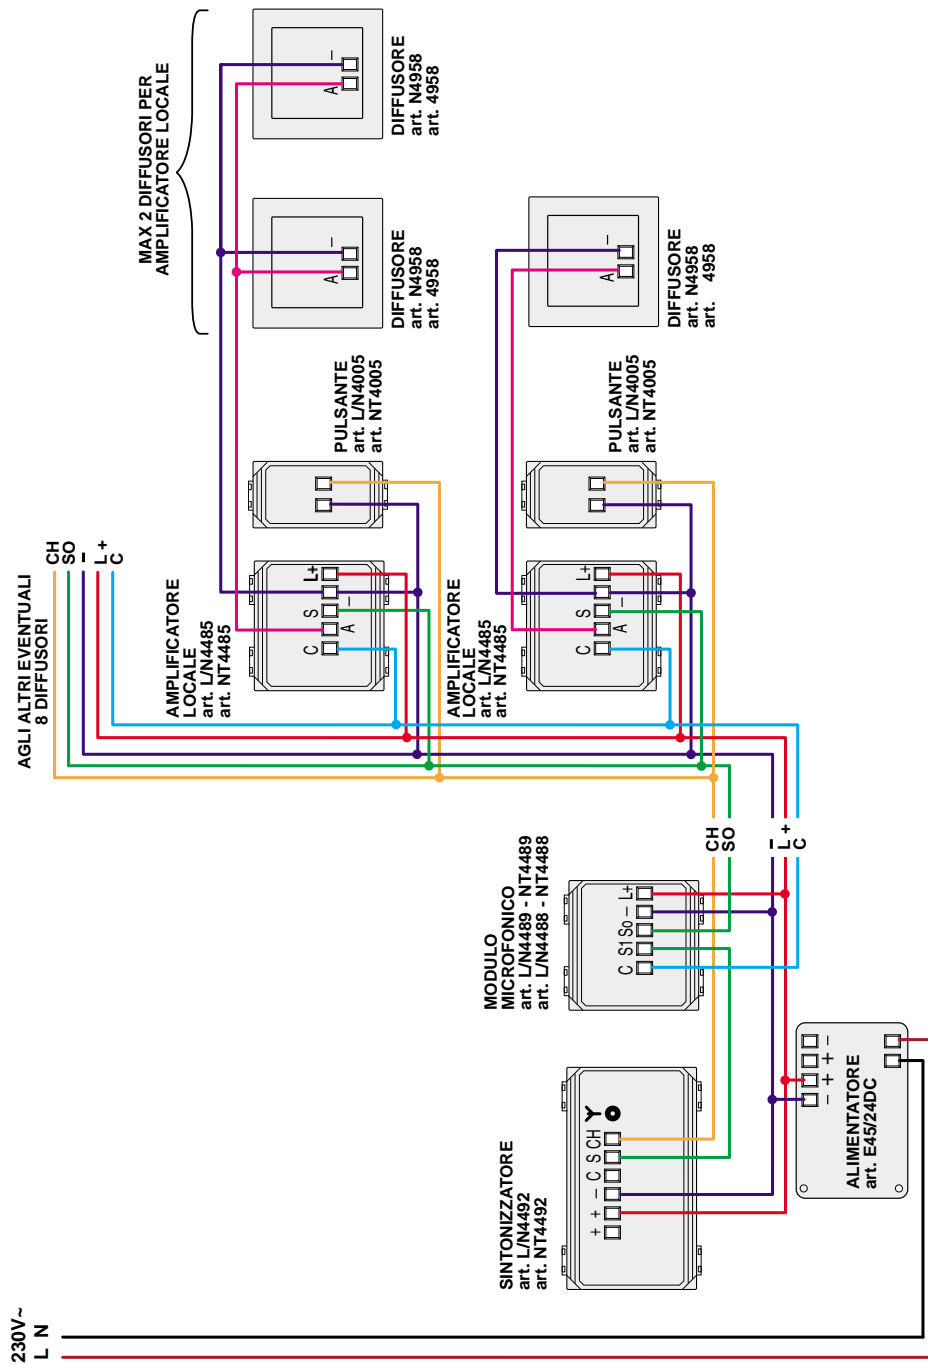 MAX 2 DIFFUSORI PER
AMPLIFICATORE LOCALE
A
–
DIFFUSORE
art. N4958
art. 4958
A
–
DIFFUSORE
art. N4958
art. 4958
A
–
DIFFUSORE
art. N4958
art. 4958
PULSANTE
art. L/N4005
art. NT4005
PULSANTE
art. L/N4005
art. NT4005
AGLI ALTRI EVENTUALI
8 DIFFUSORI
CH
SO
–
L+
C
C
A
S
–
L+
AMPLIFICATORE
LOCALE
art. L/N4485
art. NT4485
C
A
S
–
L+
AMPLIFICATORE
LOCALE
art. L/N4485
art. NT4485
CH
SO
–
L+
C
MODULO
MICROFONICO
art. L/N4489 - NT4489
art. L/N4488 - NT4488
C S1 So – L+
SINTONIZZATORE
art. L/N4492
art. NT4492
+ + – C S CH
– + + –
ALIMENTATORE
art. E45/24DC
230V~
L N